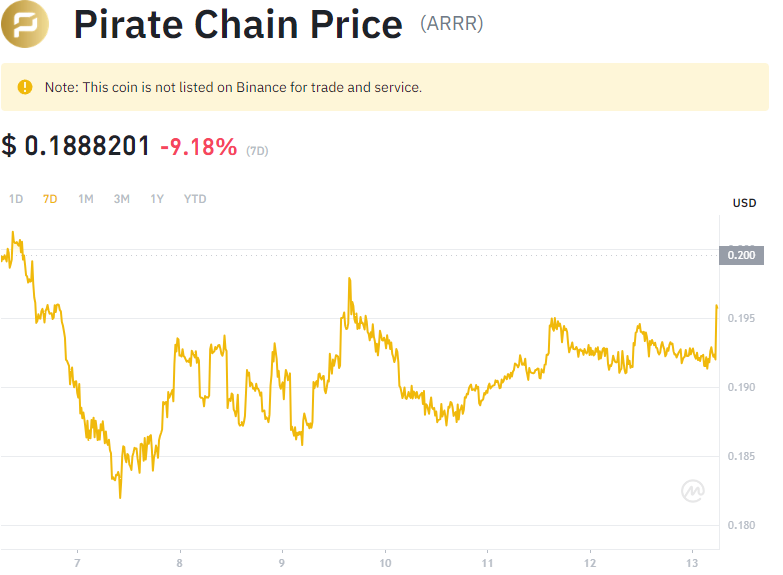 Pirate Chain Price (ARRR)
Note: This coin is not listed on Binance for trade and service.
$ 0.1888201 -9.18% (7D)
1D 7D 1M 3M 1Y YTD
USD
0.200
0.195
0.190
0.185
0.180
7 8 9 10 11 12 13